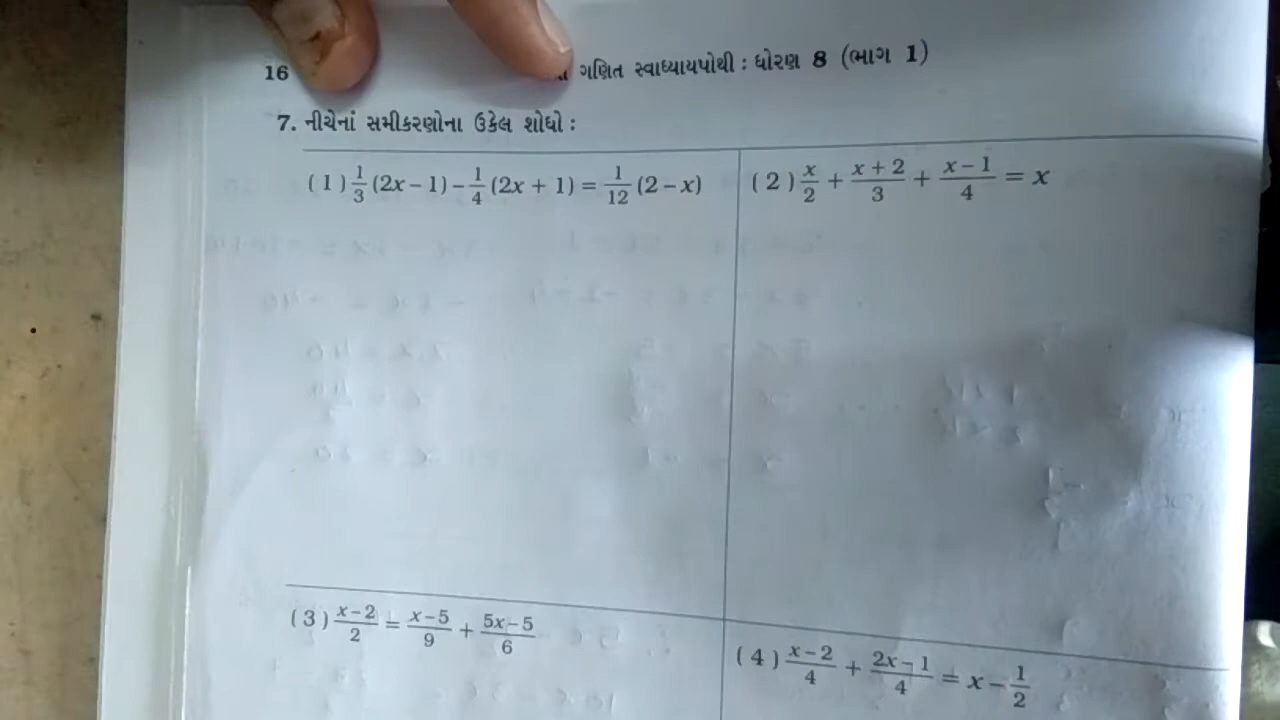 16 ગણિત સ્વાધ્યાયપોથી : ધોરણ 8 (ભાગ 1)
7. નીચેનાં સમીકરણોના ઉકેલ શોધો :
(1) 1/3 (2x – 1) – 1/4 (2x + 1) = 1/12 (2 – x)
(2) x/2 + (x + 2)/3 + (x – 1)/4 = x
(3) (x – 2)/2 = (x – 5)/9 + (5x – 5)/6
(4) (x – 2)/4 + (2x – 1)/4 = x – 1/2